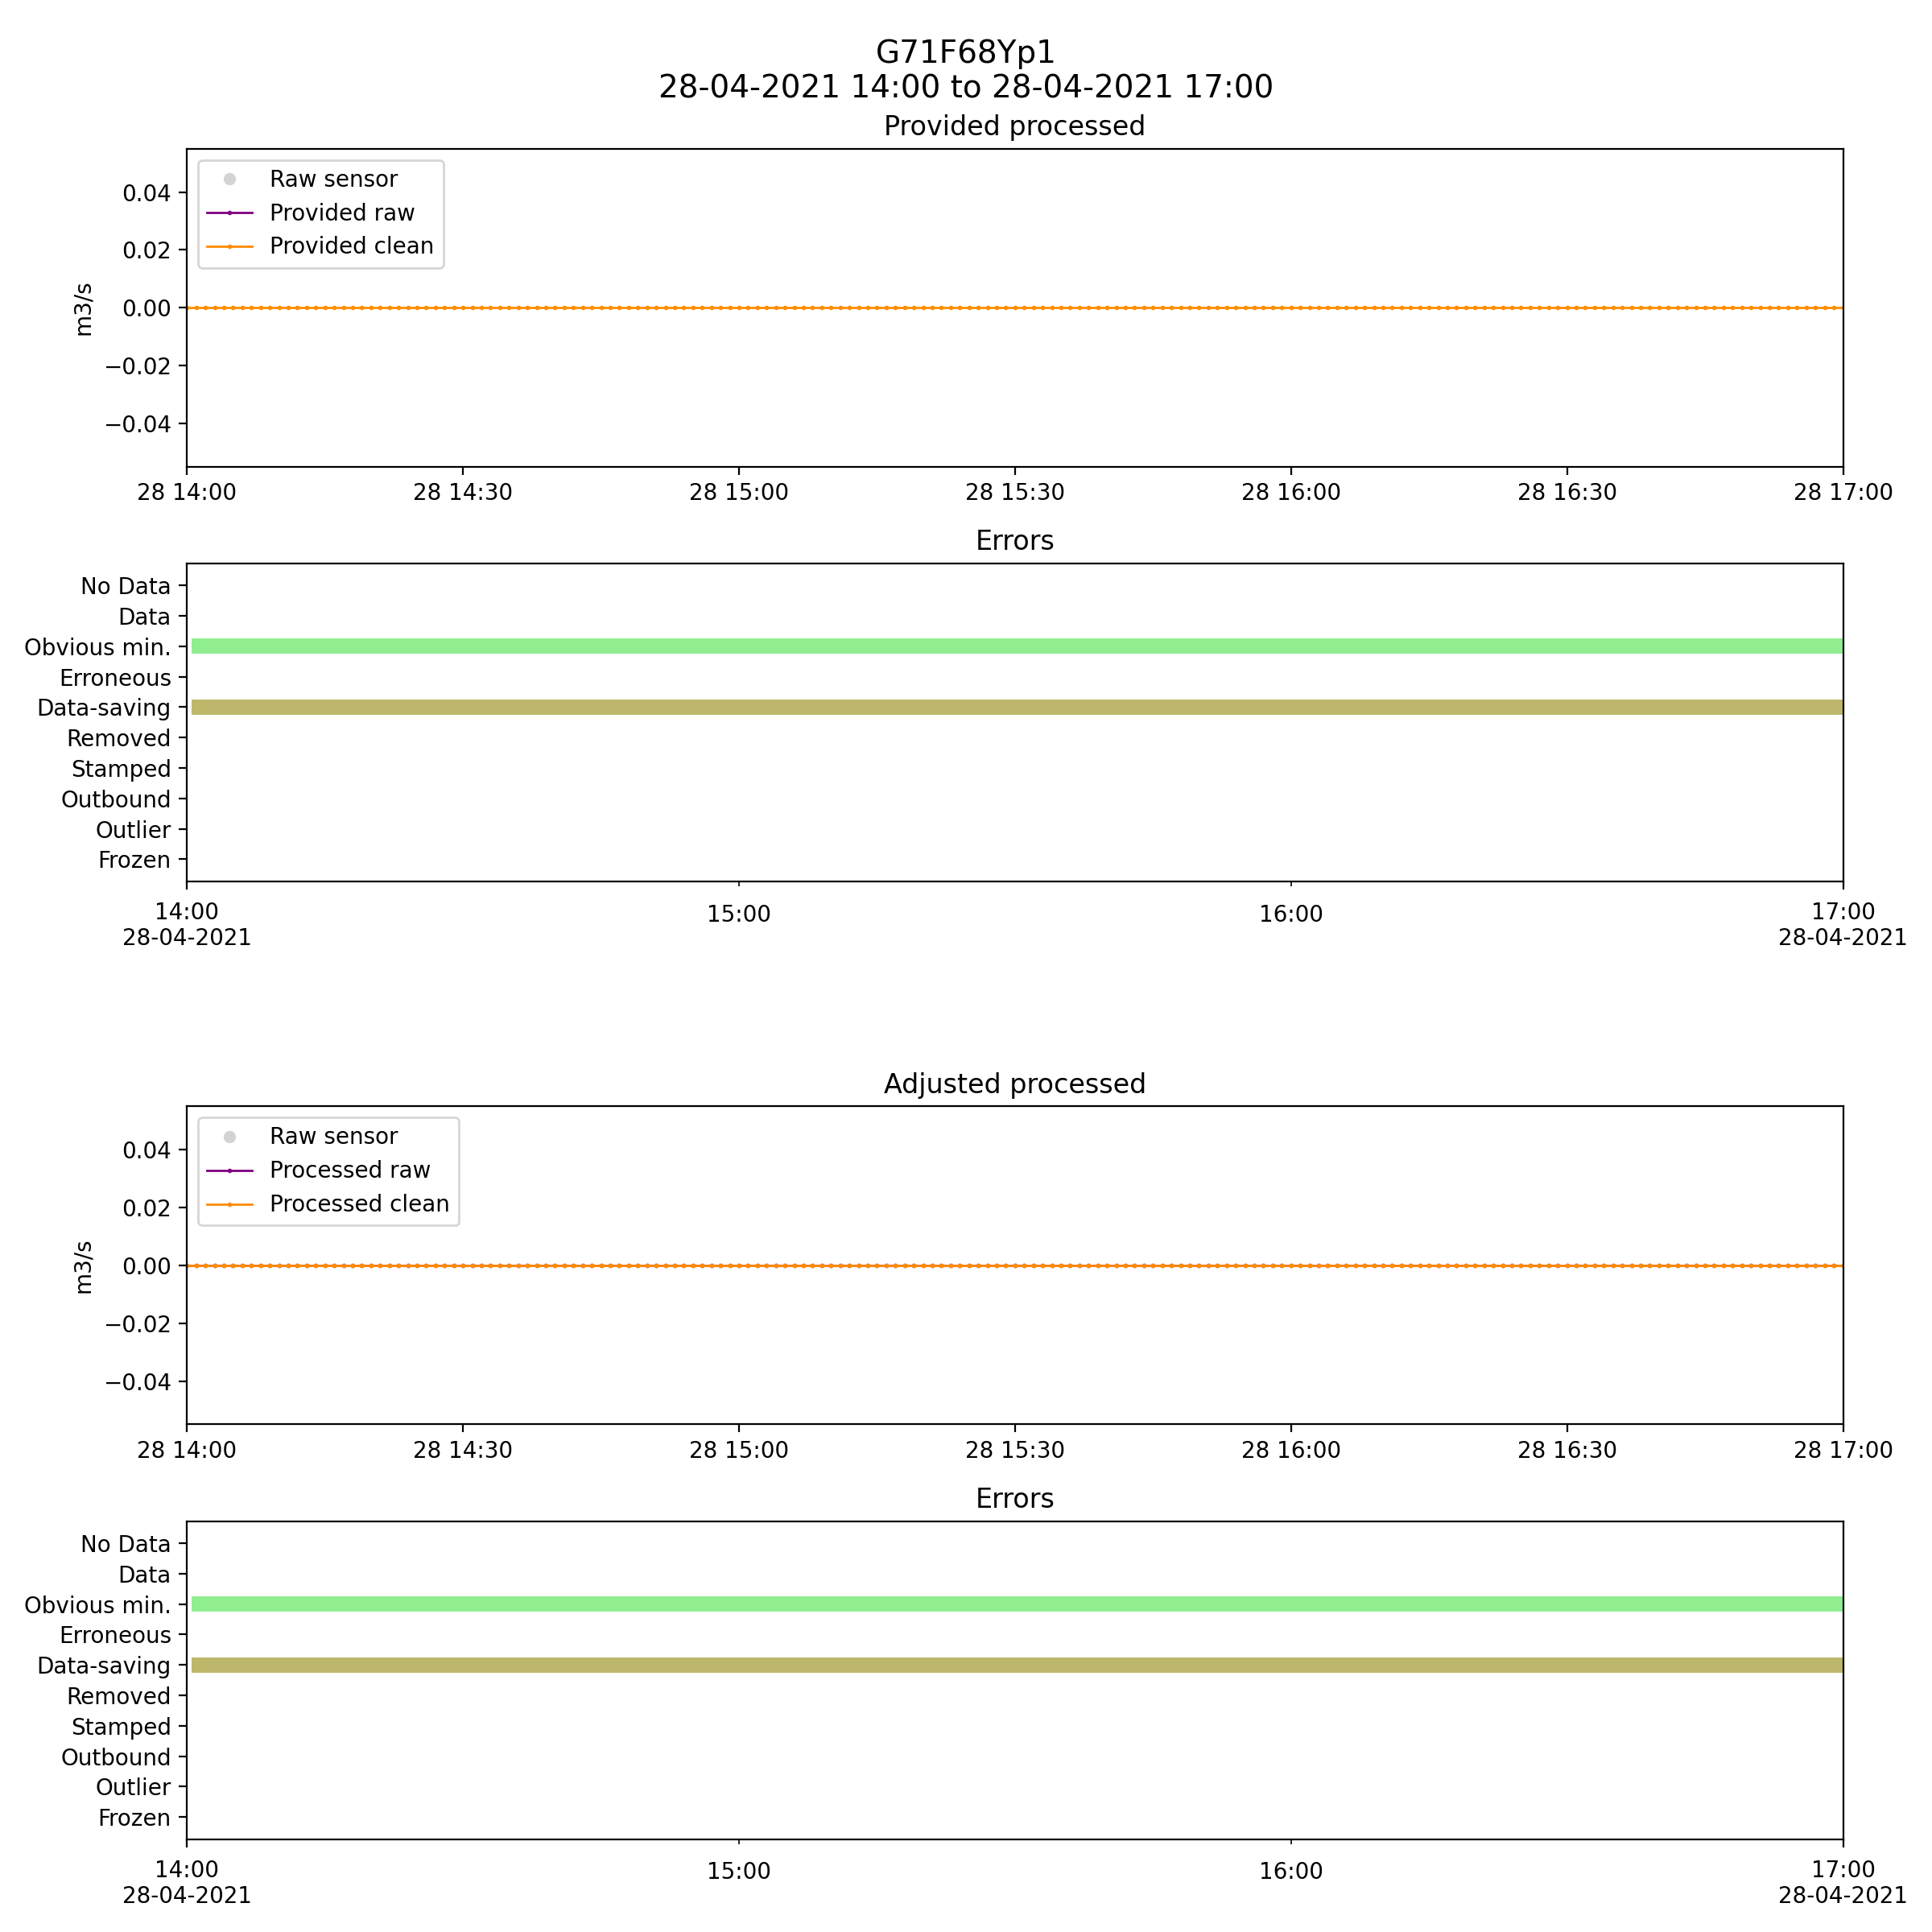 G71F68Yp1
28-04-2021 14:00 to 28-04-2021 17:00
Provided processed
Raw sensor
Provided raw
Provided clean
0.04
0.02
0.00
−0.02
−0.04
m3/s
28 14:00 28 14:30 28 15:00 28 15:30 28 16:00 28 16:30 28 17:00
Errors
No Data
Data
Obvious min.
Erroneous
Data-saving
Removed
Stamped
Outbound
Outlier
Frozen
14:00 15:00 16:00 17:00
28-04-2021 28-04-2021
Adjusted processed
Raw sensor
Processed raw
Processed clean
0.04
0.02
0.00
−0.02
−0.04
m3/s
28 14:00 28 14:30 28 15:00 28 15:30 28 16:00 28 16:30 28 17:00
Errors
No Data
Data
Obvious min.
Erroneous
Data-saving
Removed
Stamped
Outbound
Outlier
Frozen
14:00 15:00 16:00 17:00
28-04-2021 28-04-2021